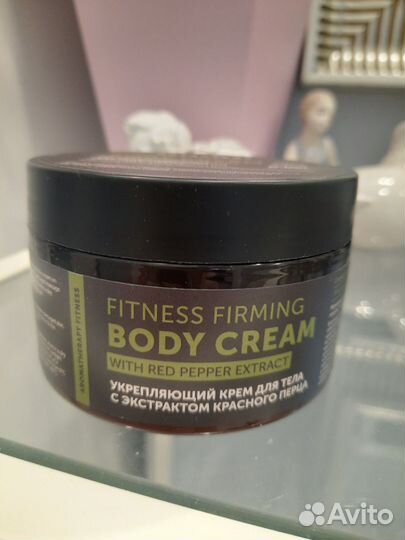 AROMATHERAPY FITNESS
FITNESS FIRMING
BODY CREAM
WITH RED PEPPER EXTRACT
УКРЕПЛЯЮЩИЙ КРЕМ ДЛЯ ТЕЛА
С ЭКСТРАКТОМ КРАСНОГО ПЕРЦА
Avito